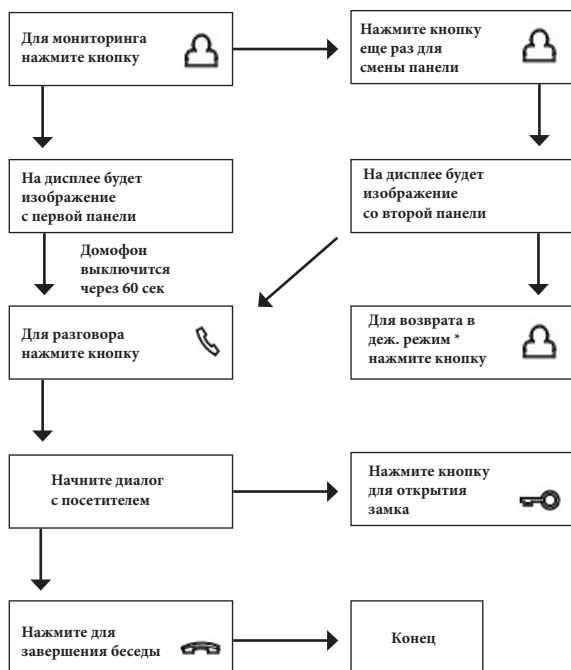 Для мониторинга
нажмите кнопку
Нажмите кнопку
еще раз для
смены панели
На дисплее будет
изображение
с первой панели
На дисплее будет
изображение
со второй панели
Домофон
выключится
через 60 сек
Для разговора
нажмите кнопку
Для возврата в
деж. режим *
нажмите кнопку
Начните диалог
с посетителем
Нажмите кнопку
для открытия
замка
Нажмите для
завершения беседы
Конец